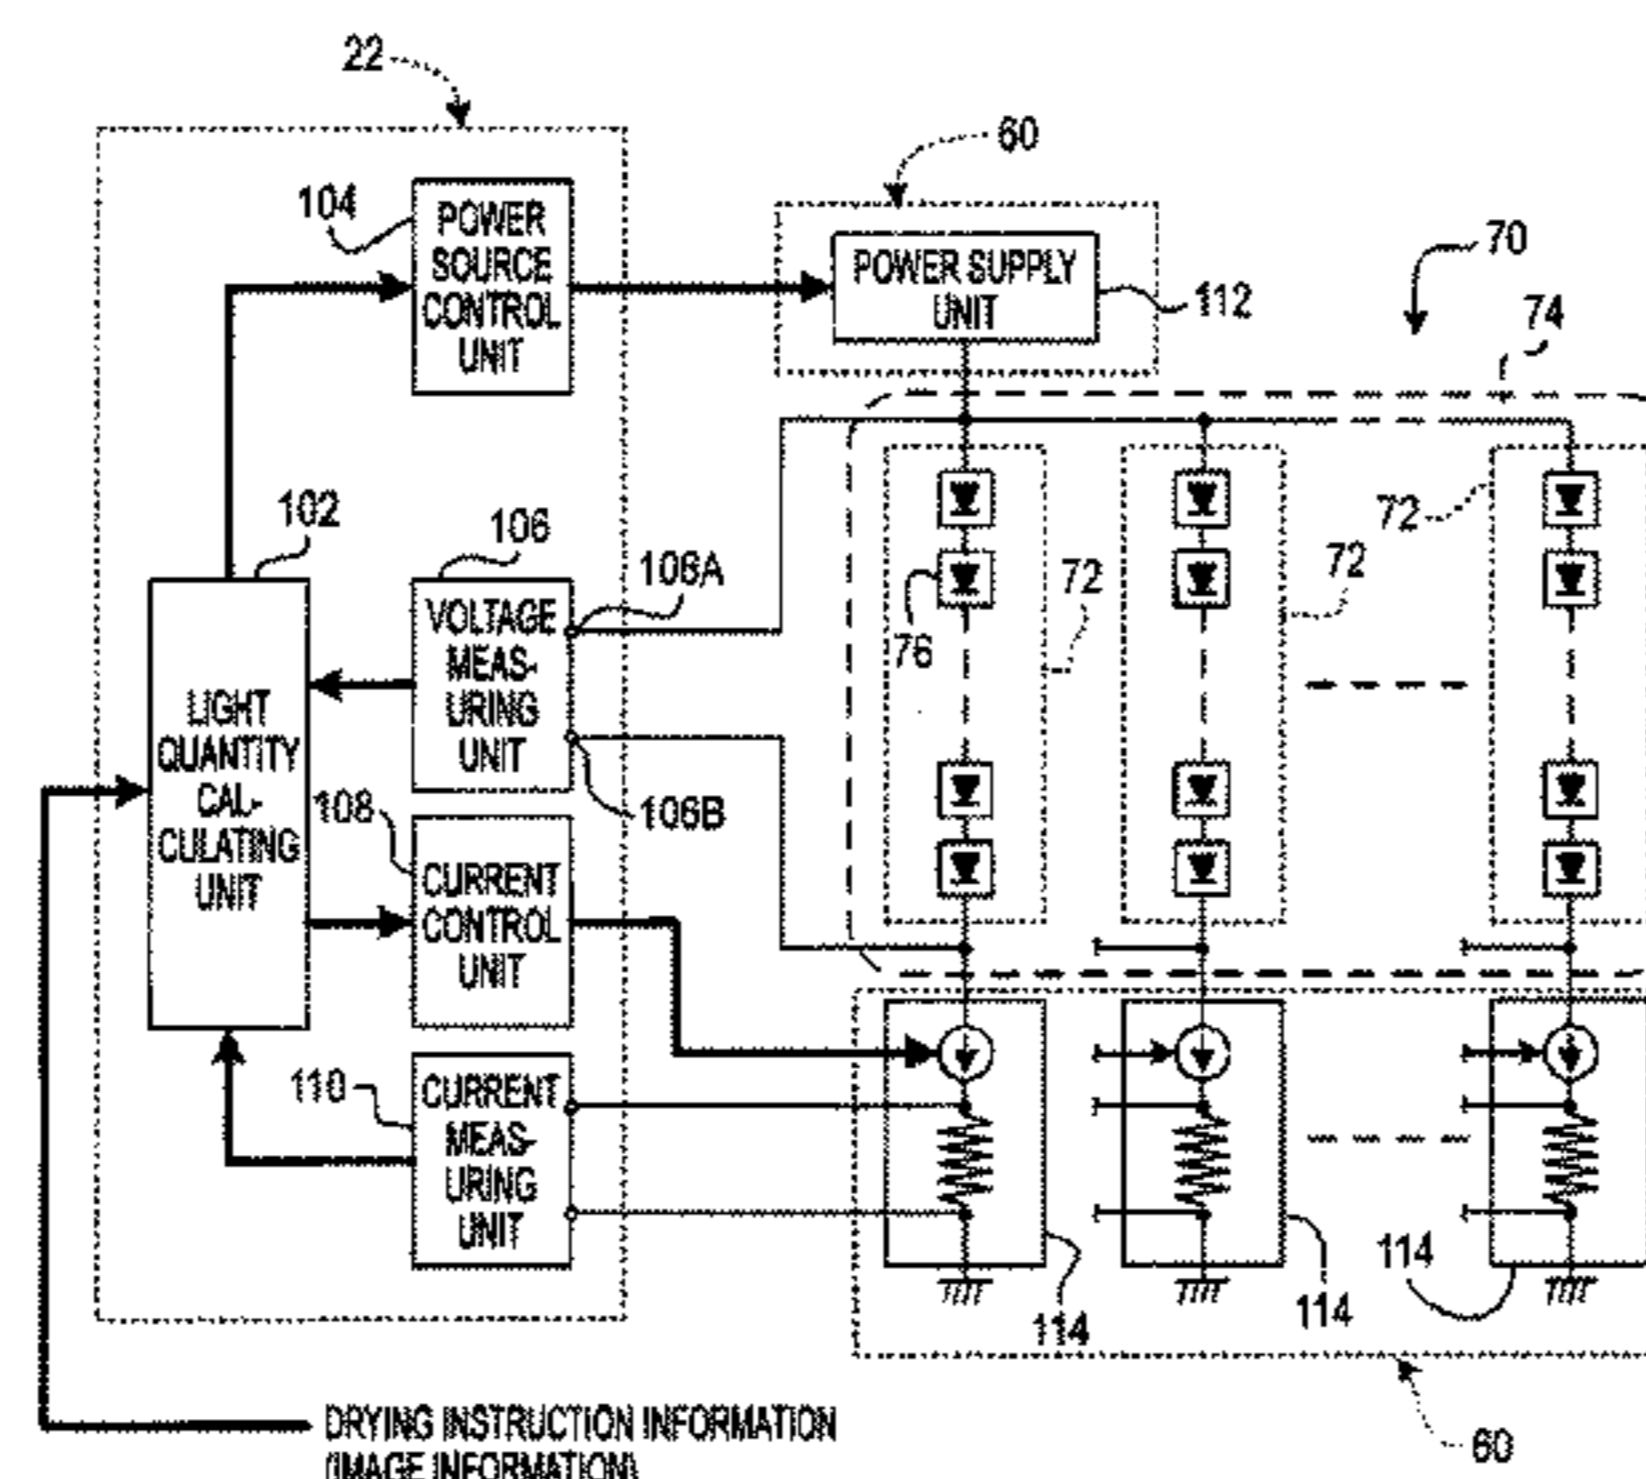 22
60
104
POWER
SOURCE
CONTROL
UNIT
POWER SUPPLY
UNIT
112
70
74
102
106
106A
VOLTAGE
MEAS-
URING
UNIT
76
72
72
72
LIGHT
QUANTITY
CAL-
CULATING
UNIT
106B
108
CURRENT
CONTROL
UNIT
110
CURRENT
MEAS-
URING
UNIT
114
114
114
DRYING INSTRUCTION INFORMATION
(IMAGE INFORMATION)
60